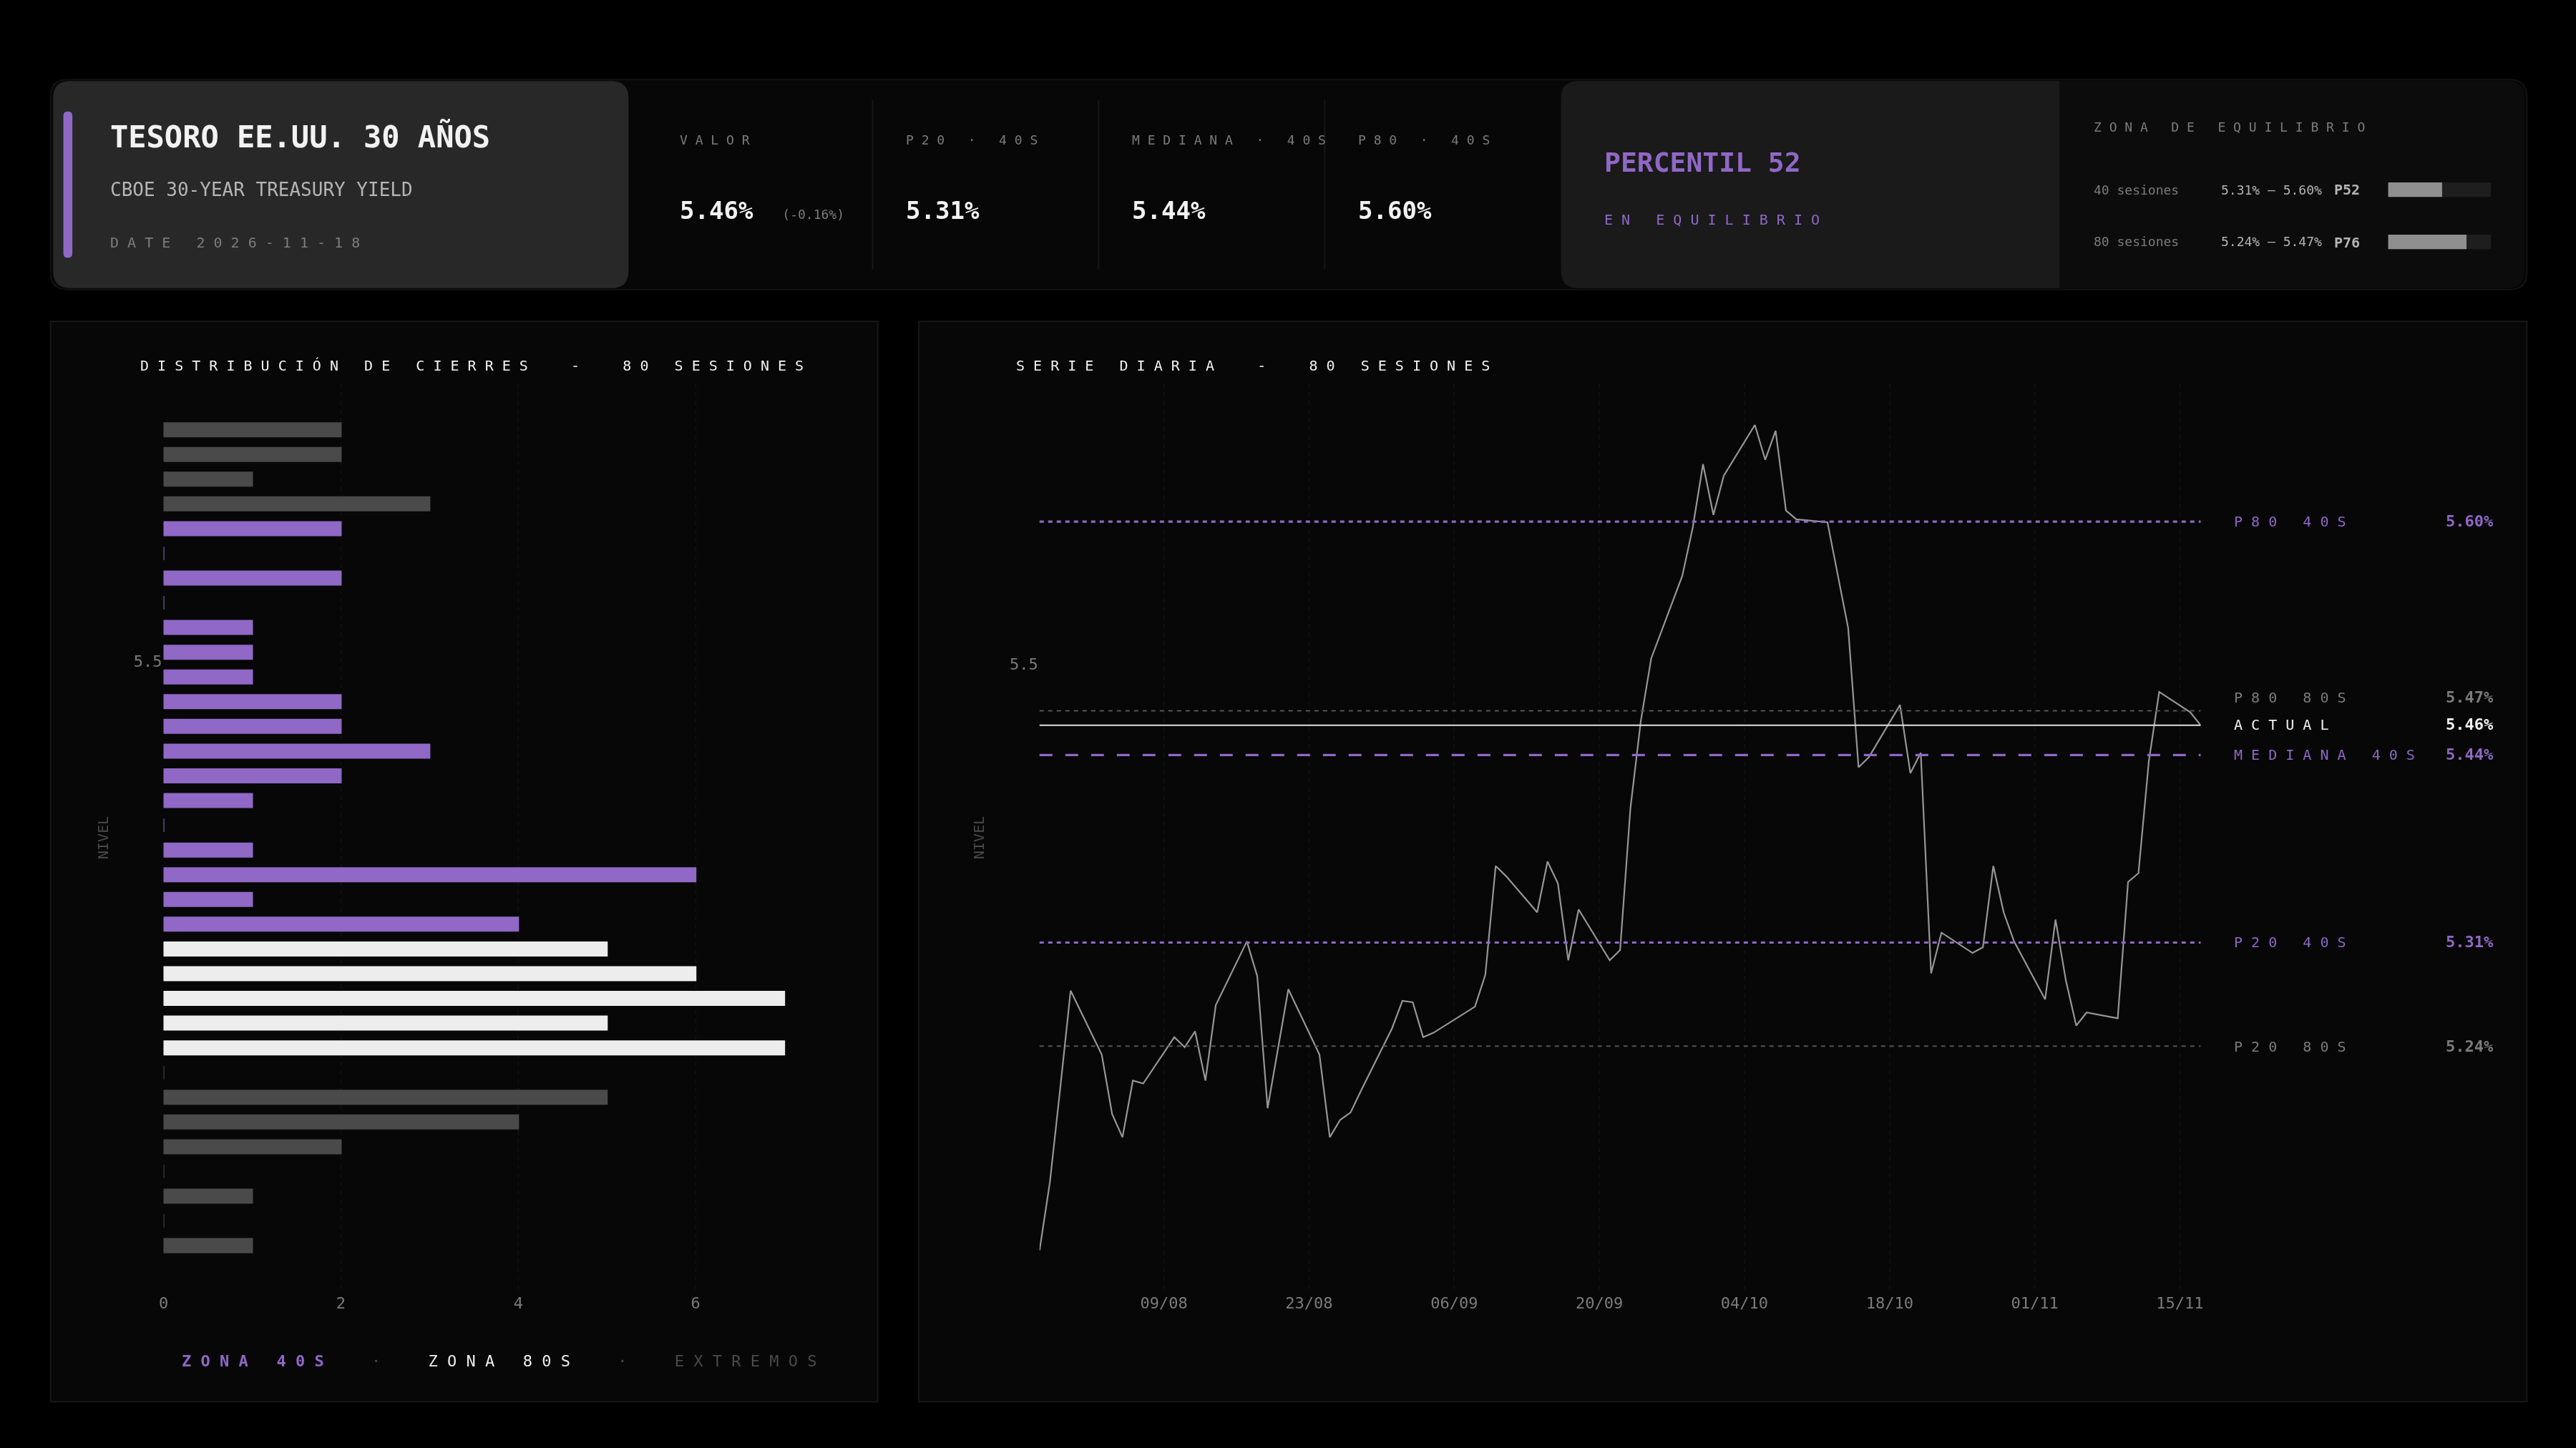 TESORO EE.UU. 30 AÑOS
CBOE 30-YEAR TREASURY YIELD
DATE 2026-11-18
VALOR
5.46% (-0.16%)
P20 · 40S
5.31%
MEDIANA · 40S
5.44%
P80 · 40S
5.60%
PERCENTIL 52
EN EQUILIBRIO
ZONA DE EQUILIBRIO
40 sesiones 5.31% — 5.60% P52
80 sesiones 5.24% — 5.47% P76
DISTRIBUCIÓN DE CIERRES - 80 SESIONES
5.5
NIVEL
0 2 4 6
ZONA 40S · ZONA 80S · EXTREMOS
SERIE DIARIA - 80 SESIONES
5.5
NIVEL
P80 40S 5.60%
P80 80S 5.47%
ACTUAL 5.46%
MEDIANA 40S 5.44%
P20 40S 5.31%
P20 80S 5.24%
09/08 23/08 06/09 20/09 04/10 18/10 01/11 15/11